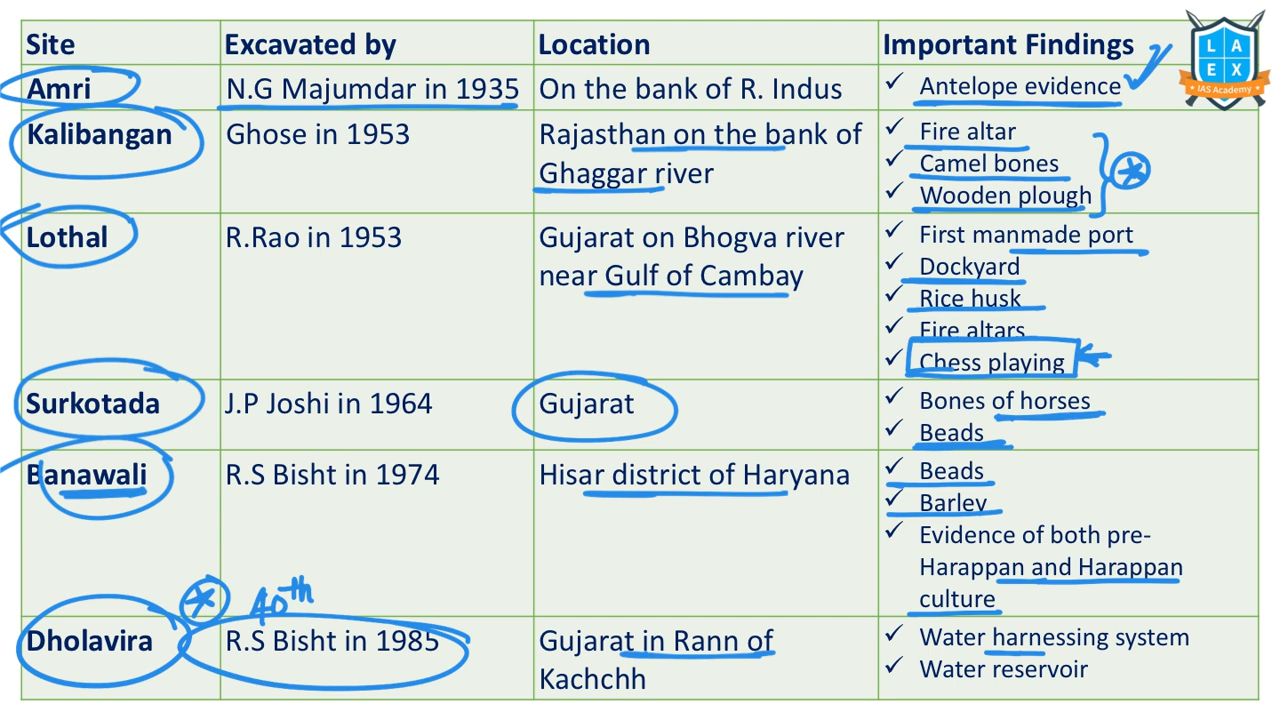 Site Excavated by Location Important Findings
L A
E X
IAS Academy
Amri N.G Majumdar in 1935 On the bank of R. Indus ✓ Antelope evidence
Kalibangan Ghose in 1953 Rajasthan on the bank of
Ghaggar river
✓ Fire altar
✓ Camel bones
✓ Wooden plough
Lothal R.Rao in 1953 Gujarat on Bhogva river
near Gulf of Cambay
✓ First manmade port
✓ Dockyard
✓ Rice husk
✓ Fire altars
✓ Chess playing
Surkotada J.P Joshi in 1964 Gujarat
✓ Bones of horses
✓ Beads
Banawali R.S Bisht in 1974 Hisar district of Haryana
✓ Beads
✓ Barley
✓ Evidence of both pre-
Harappan and Harappan
culture
40th
Dholavira R.S Bisht in 1985 Gujarat in Rann of
Kachchh
✓ Water harnessing system
✓ Water reservoir